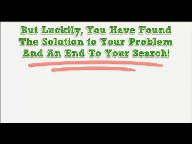 But Luckily, You Have Found
The Solution to Your Problem
And An End To Your Search!